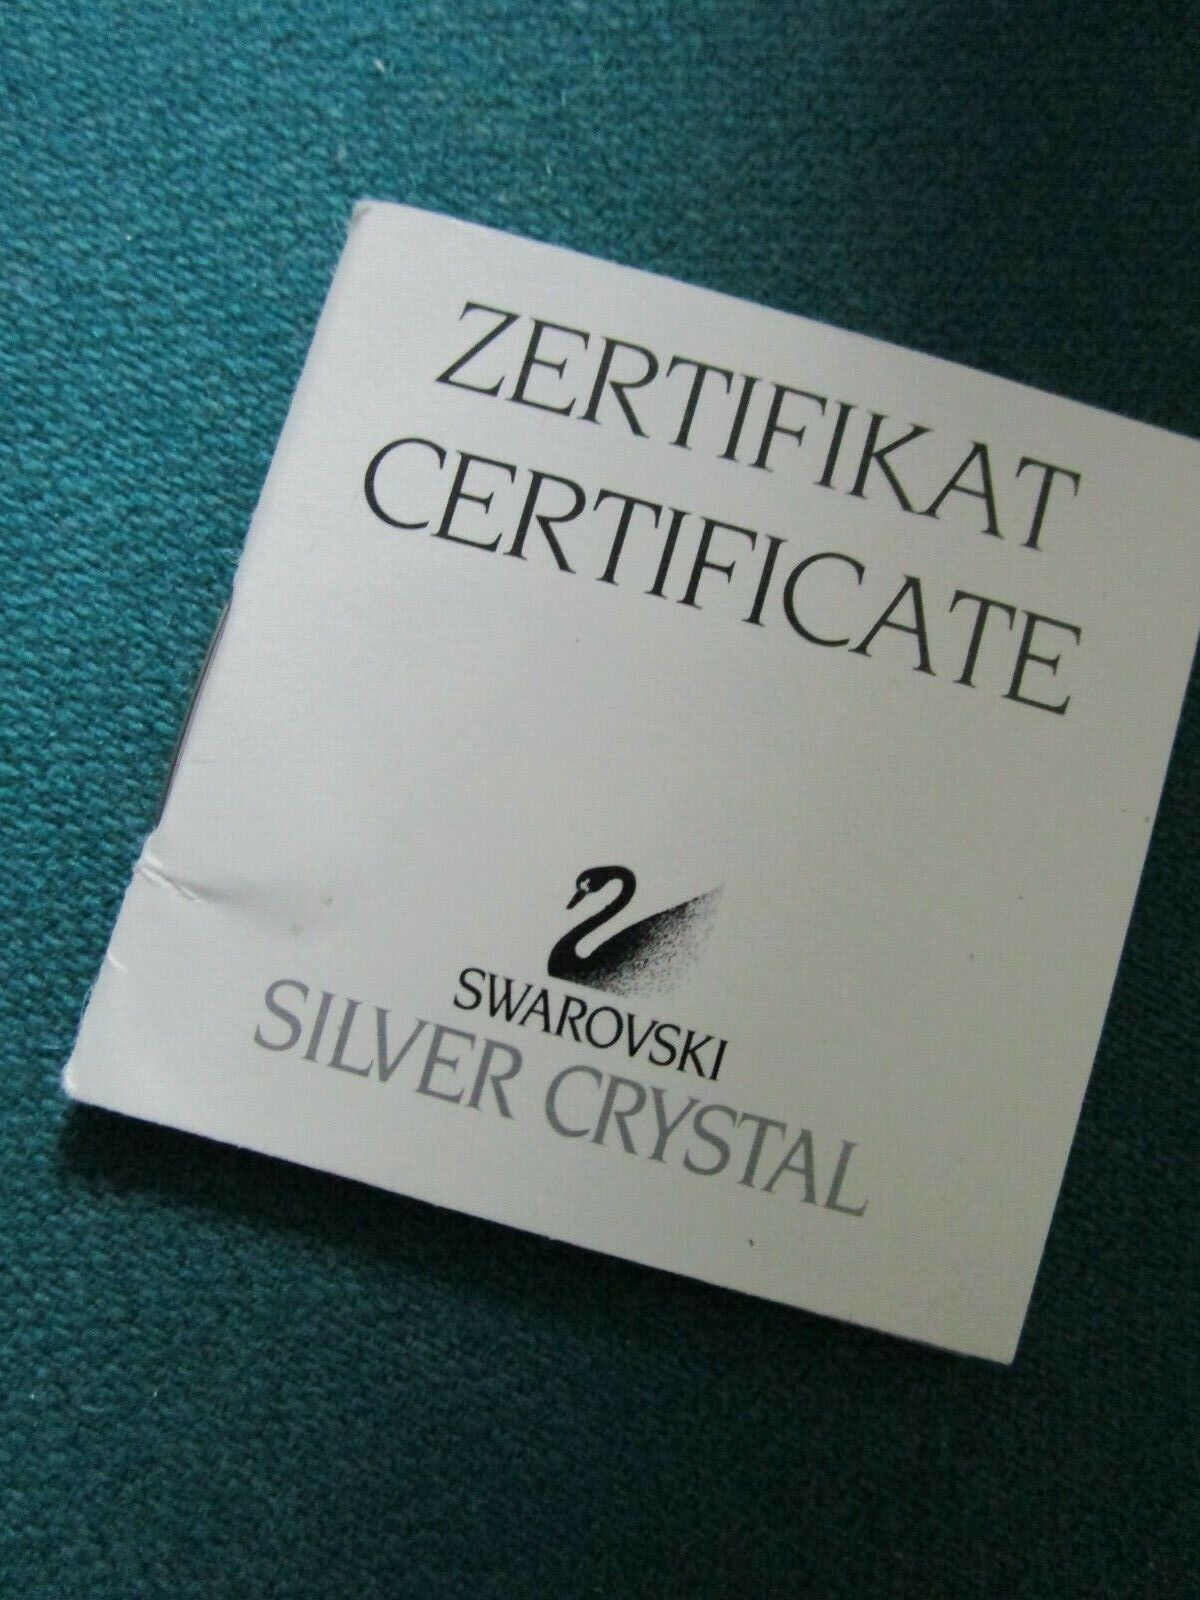 ZERTIFIKAT
CERTIFICATE
SWAROVSKI
SILVER CRYSTAL